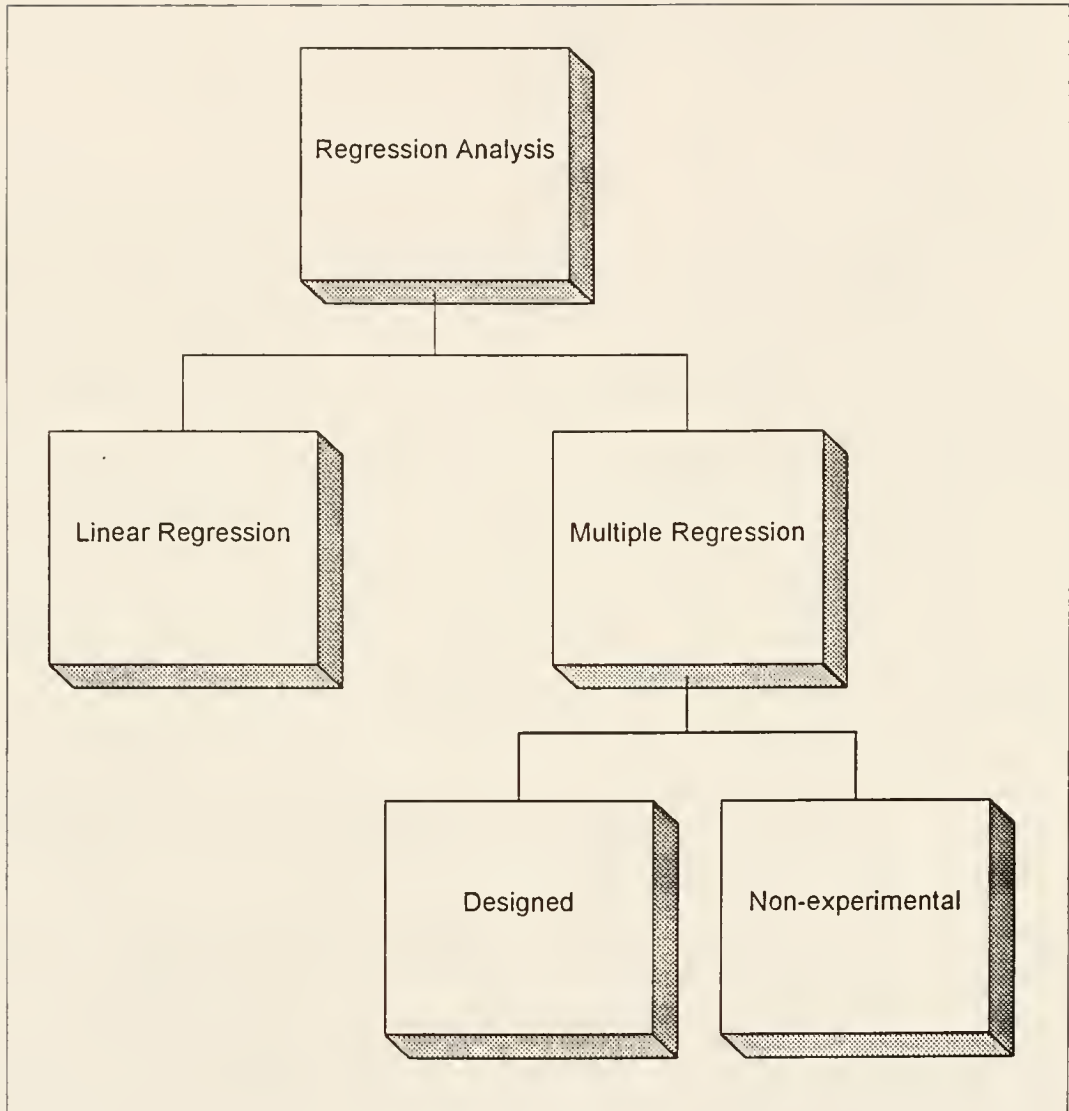 Regression Analysis
Linear Regression
Multiple Regression
Designed
Non-experimental